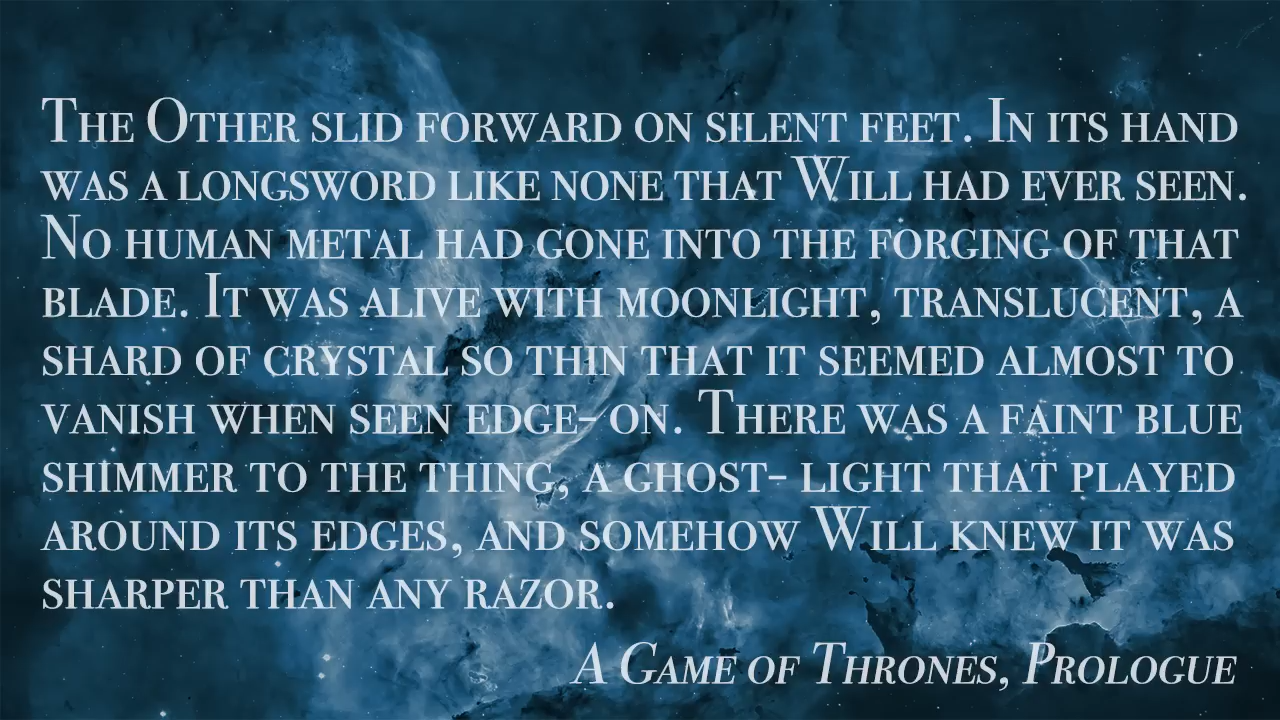 The Other slid forward on silent feet. In its hand
was a longsword like none that Will had ever seen.
No human metal had gone into the forging of that
blade. It was alive with moonlight, translucent, a
shard of crystal so thin that it seemed almost to
vanish when seen edge-on. There was a faint blue
shimmer to the thing, a ghost- light that played
around its edges, and somehow Will knew it was
sharper than any razor.
A Game of Thrones, Prologue